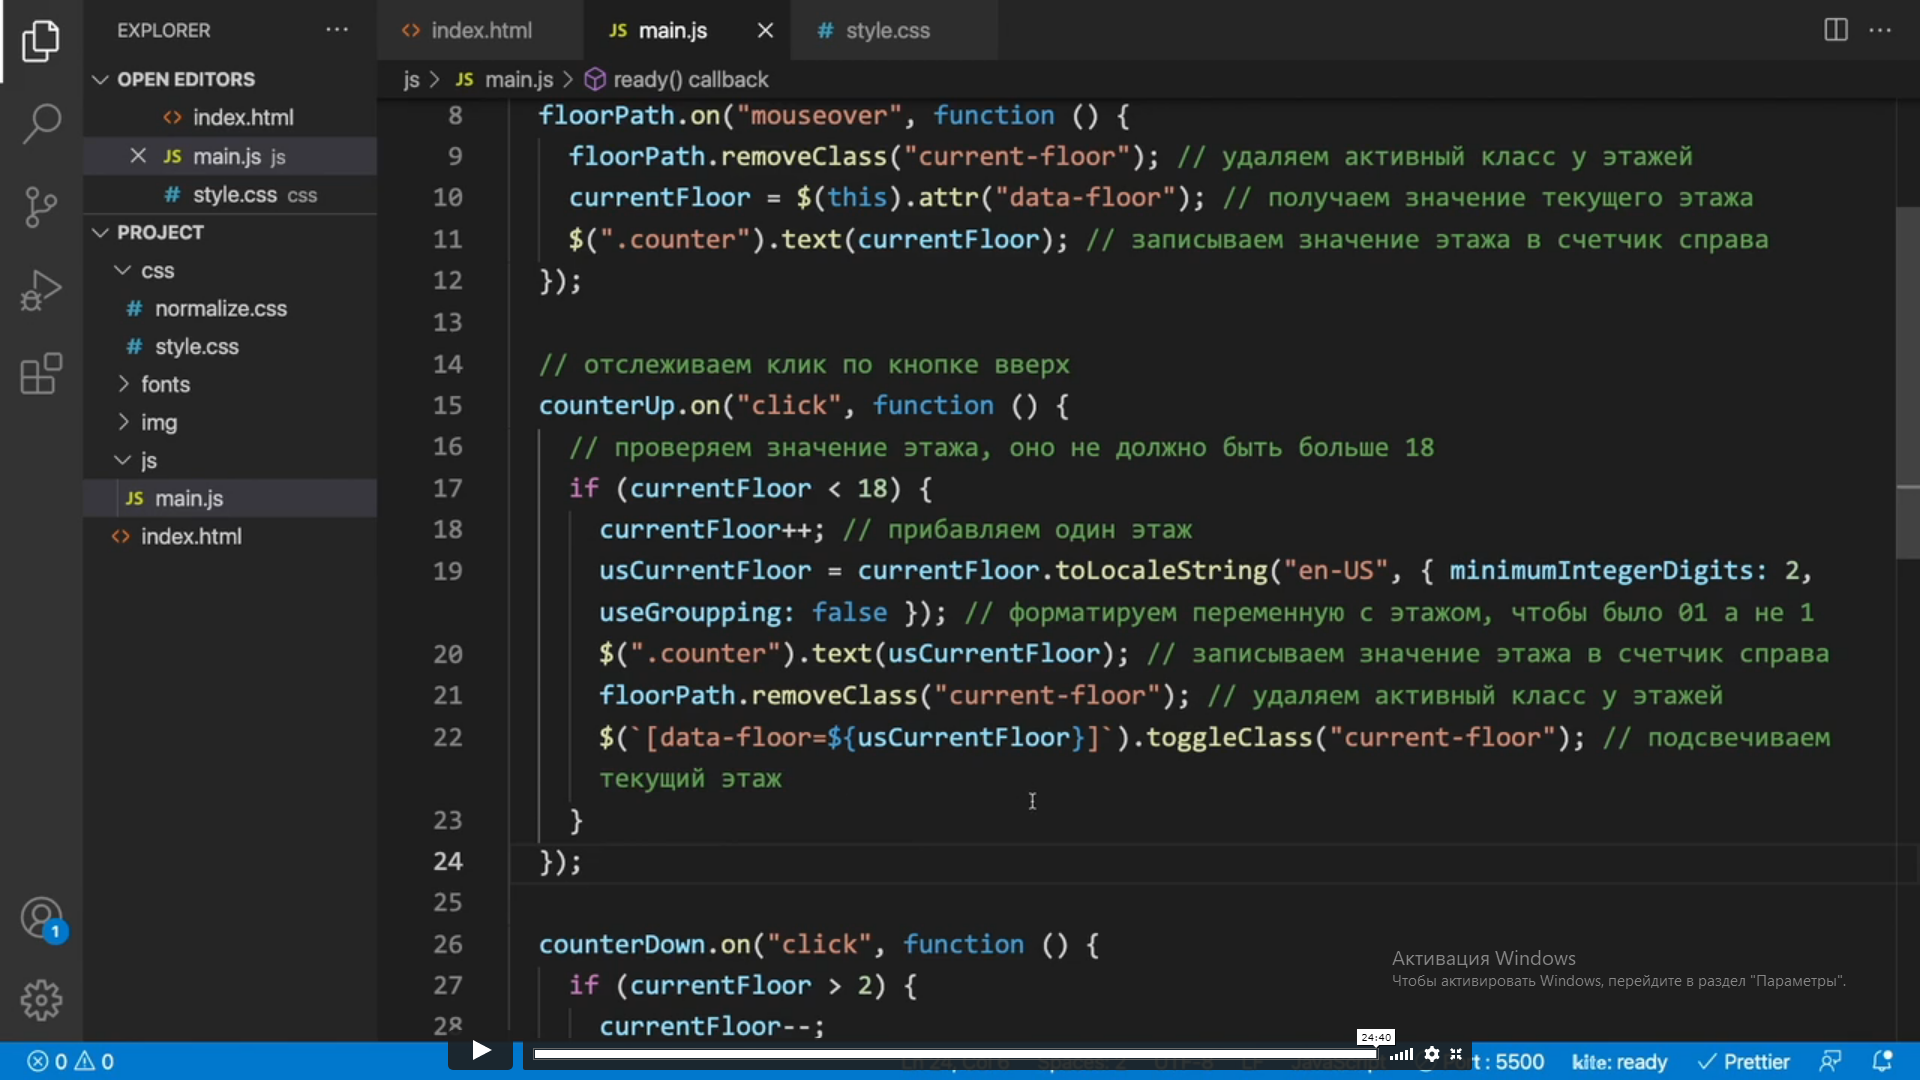 EXPLORER
index.html
main.js
style.css
OPEN EDITORS
js > JS main.js > ready() callback
index.html
JS main.js js
# style.css css
PROJECT
css
# normalize.css
# style.css
fonts
img
js
JS main.js
index.html
8 floorPath.on("mouseover", function () {
9 floorPath.removeClass("current-floor"); // удаляем активный класс у этажей
10 currentFloor = $(this).attr("data-floor"); // получаем значение текущего этажа
11 $(".counter").text(currentFloor); // записываем значение этажа в счетчик справа
12 });
13
14 // отслеживаем клик по кнопке вверх
15 counterUp.on("click", function () {
16 // проверяем значение этажа, оно не должно быть больше 18
17 if (currentFloor < 18) {
18 currentFloor++; // прибавляем один этаж
19 usCurrentFloor = currentFloor.toLocaleString("en-US", { minimumIntegerDigits: 2,
useGroupping: false }); // форматируем переменную с этажом, чтобы было 01 а не 1
20 $(".counter").text(usCurrentFloor); // записываем значение этажа в счетчик справа
21 floorPath.removeClass("current-floor"); // удаляем активный класс у этажей
22 $(`[data-floor=${usCurrentFloor}]`).toggleClass("current-floor"); // подсвечиваем
текущий этаж
23 }
24 });
25
26 counterDown.on("click", function () {
27 if (currentFloor > 2) {
28 currentFloor--;
Активация Windows
Чтобы активировать Windows, перейдите в раздел "Параметры".
1
24:40
0 0
: 5500
kite: ready
Prettier